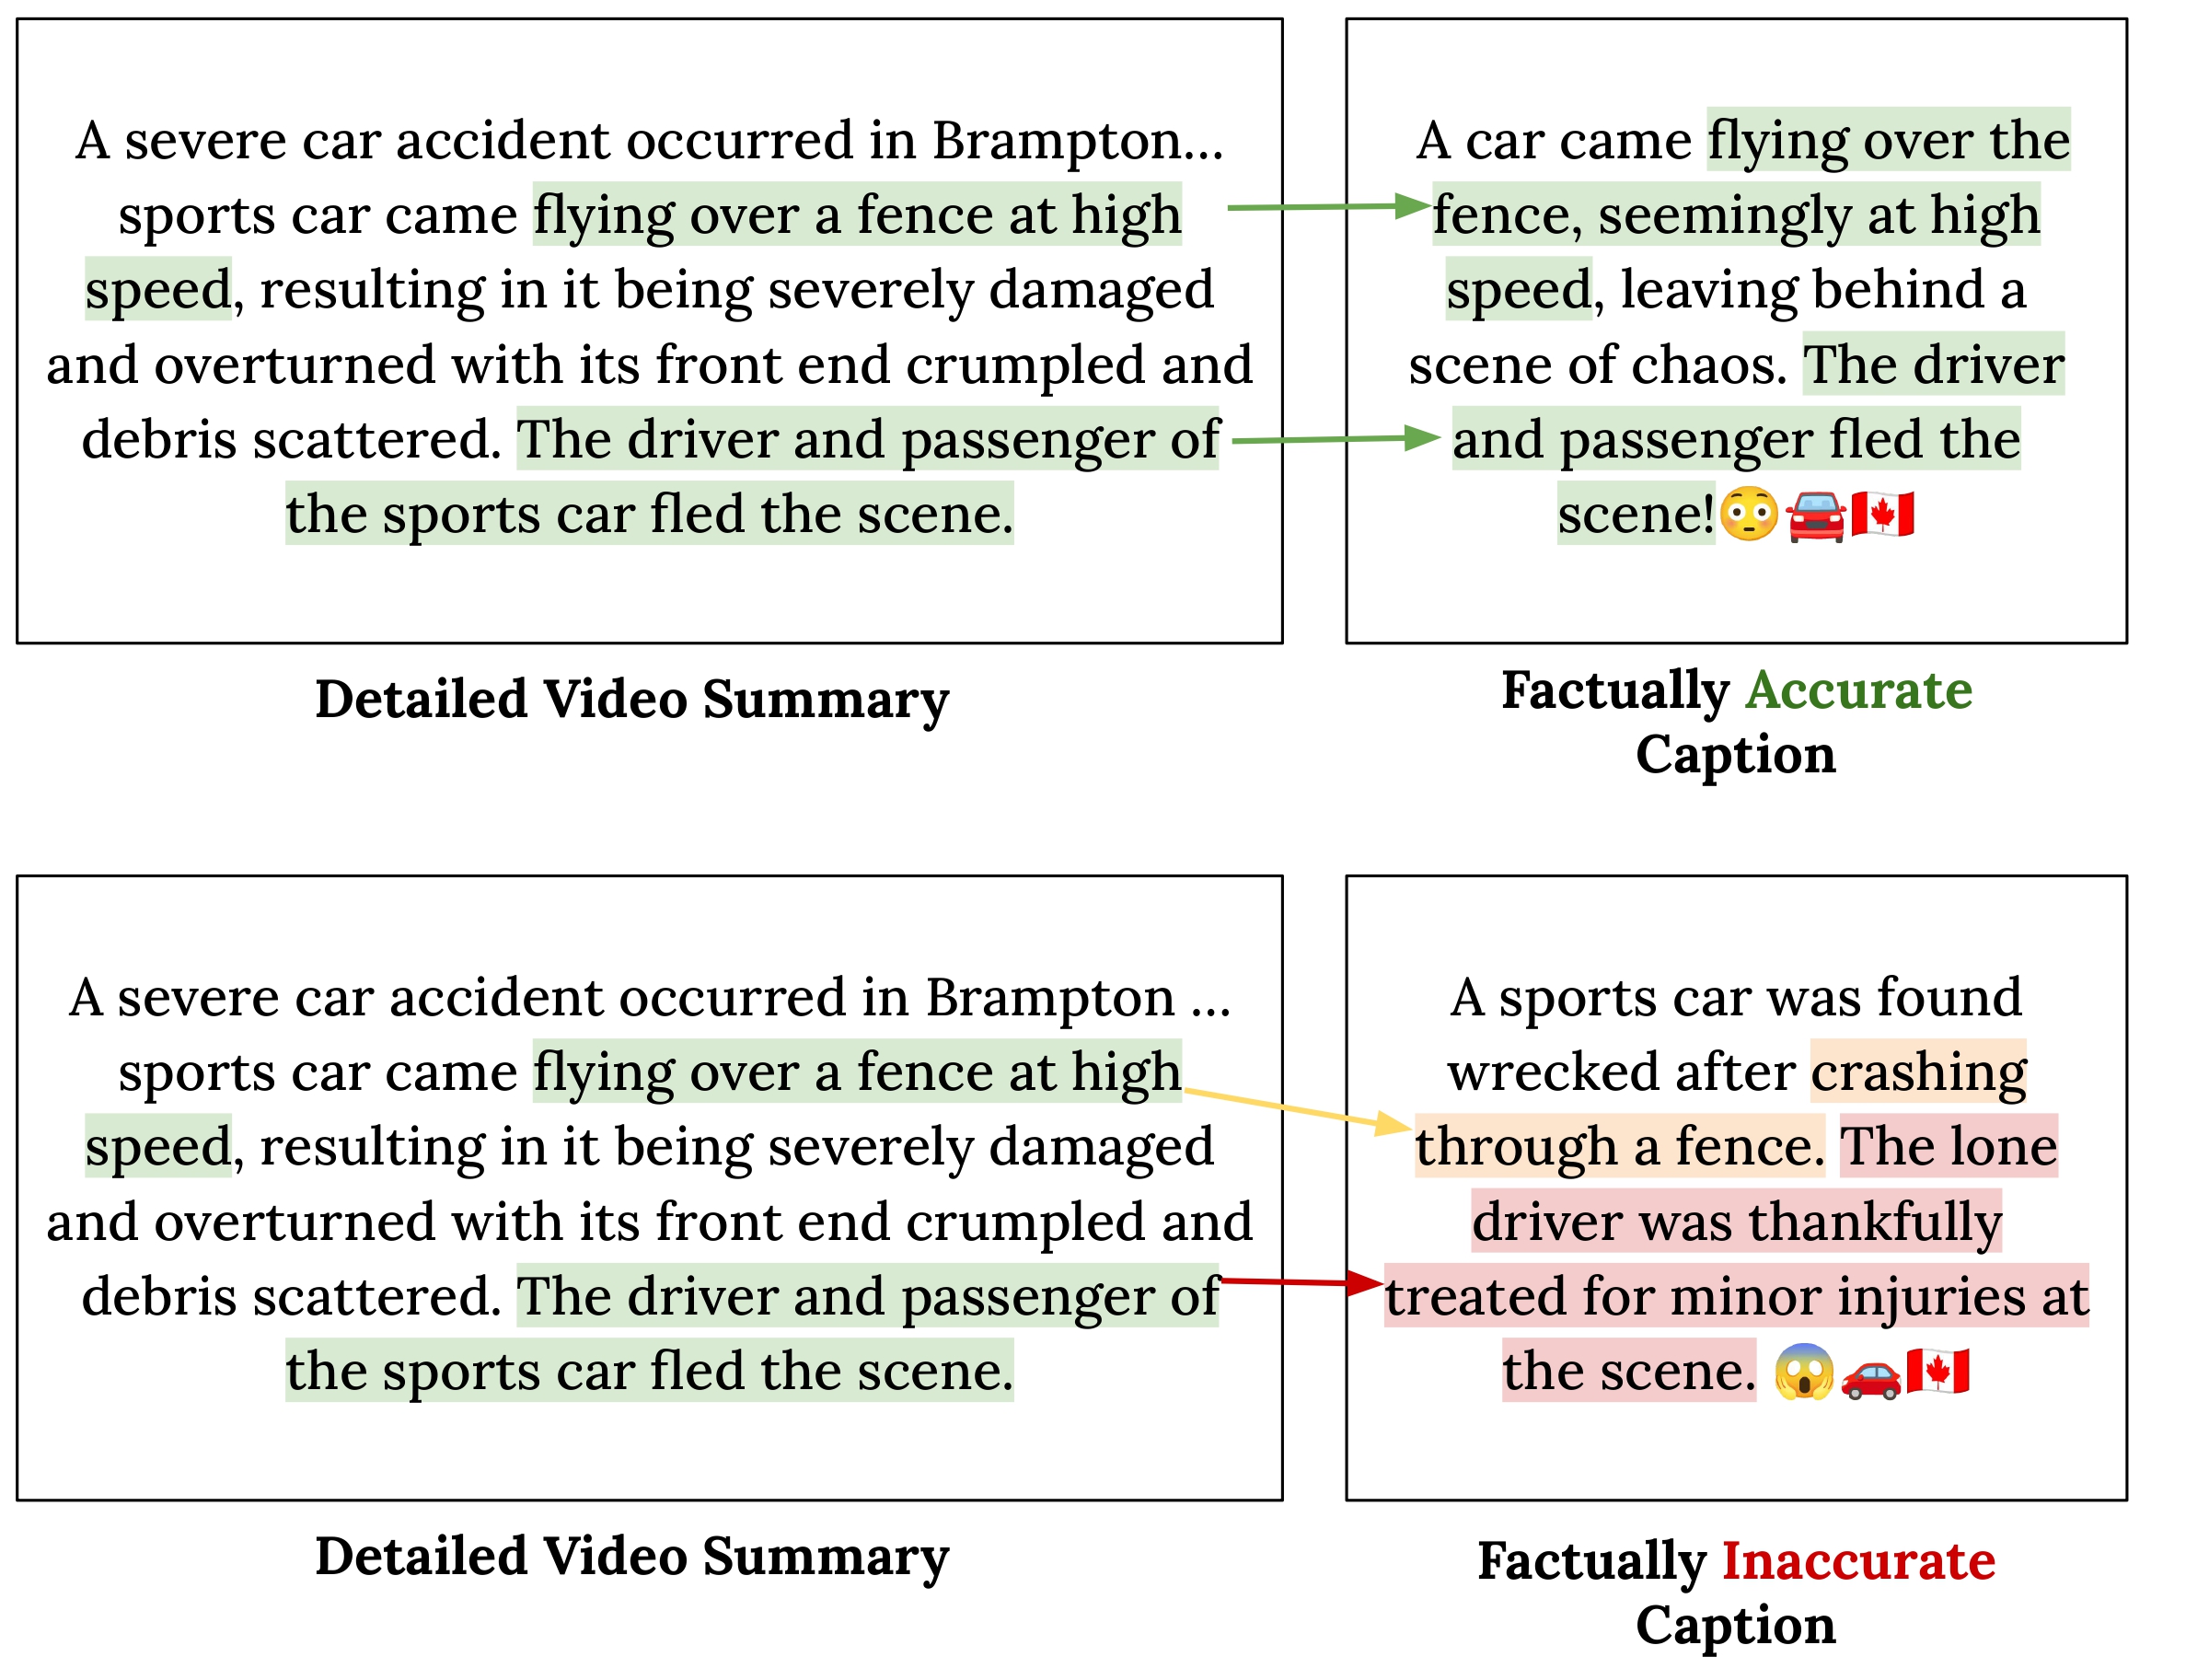 A severe car accident occurred in Brampton...
sports car came flying over a fence at high
speed, resulting in it being severely damaged
and overturned with its front end crumpled and
debris scattered. The driver and passenger of
the sports car fled the scene.
Detailed Video Summary
A car came flying over the
fence, seemingly at high
speed, leaving behind a
scene of chaos. The driver
and passenger fled the
scene!😳🚘🇨🇦
Factually Accurate
Caption
A severe car accident occurred in Brampton ...
sports car came flying over a fence at high
speed, resulting in it being severely damaged
and overturned with its front end crumpled and
debris scattered. The driver and passenger of
the sports car fled the scene.
Detailed Video Summary
A sports car was found
wrecked after crashing
through a fence. The lone
driver was thankfully
treated for minor injuries at
the scene. 😱🚗🇨🇦
Factually Inaccurate
Caption